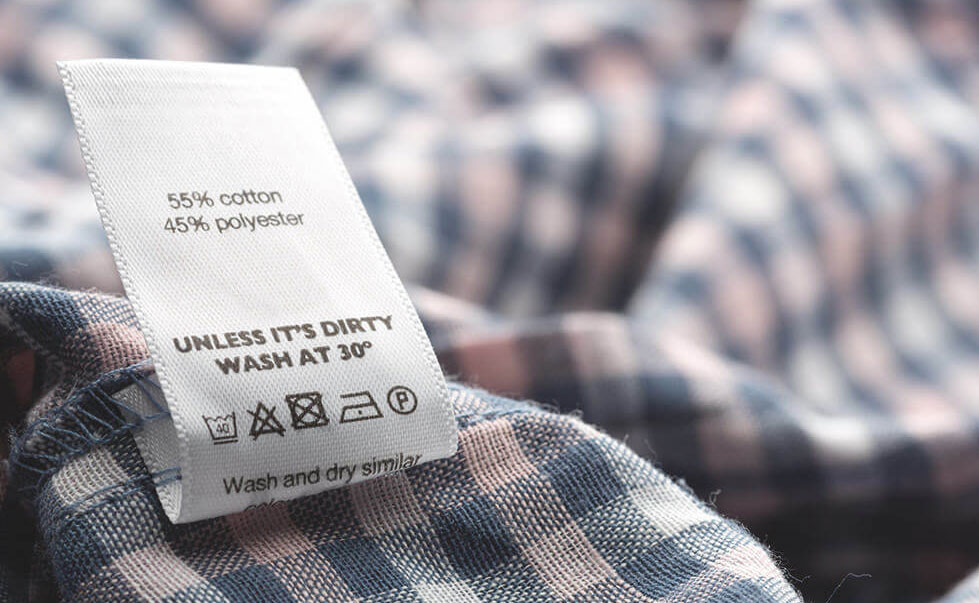 55% cotton
45% polyester
UNLESS IT'S DIRTY
WASH AT 30°
40° P
Wash and dry similar